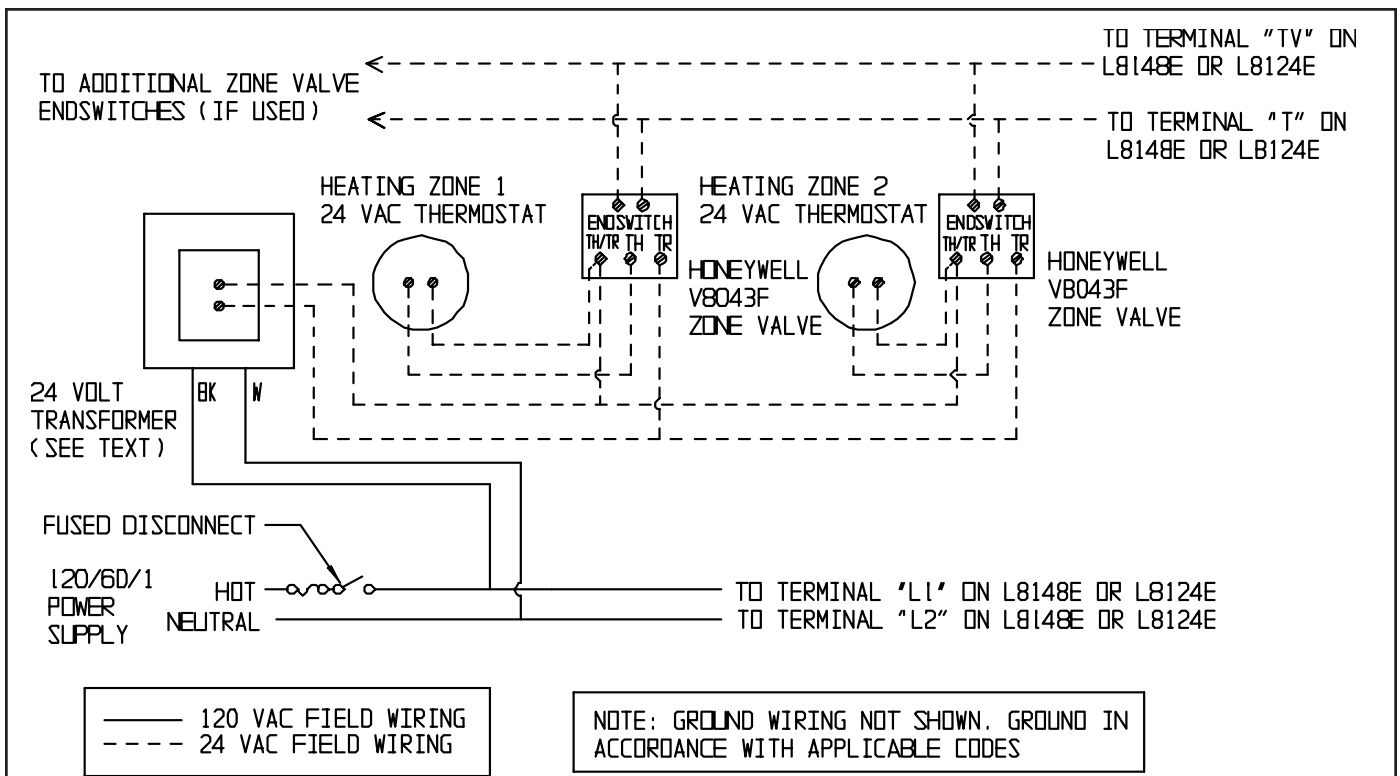 TO TERMINAL "TV" ON
L8148E OR L8124E
TO ADDITIONAL ZONE VALVE
ENDSWITCHES (IF USED)
TO TERMINAL "T" ON
L8148E OR LB124E
HEATING ZONE 1
24 VAC THERMOSTAT
ENDSWITCH
TH/TR TH TR
HONEYWELL
V8043F
ZONE VALVE
HEATING ZONE 2
24 VAC THERMOSTAT
ENDSWITCH
TH/TR TH TR
HONEYWELL
VB043F
ZONE VALVE
24 VOLT
TRANSFORMER
(SEE TEXT)
BK
W
FUSED DISCONNECT
120/60/1
POWER
SUPPLY
HOT
NEUTRAL
TO TERMINAL "L1" ON L8148E OR L8124E
TO TERMINAL "L2" ON L8148E OR L8124E
120 VAC FIELD WIRING
24 VAC FIELD WIRING
NOTE: GROUND WIRING NOT SHOWN. GROUND IN
ACCORDANCE WITH APPLICABLE CODES